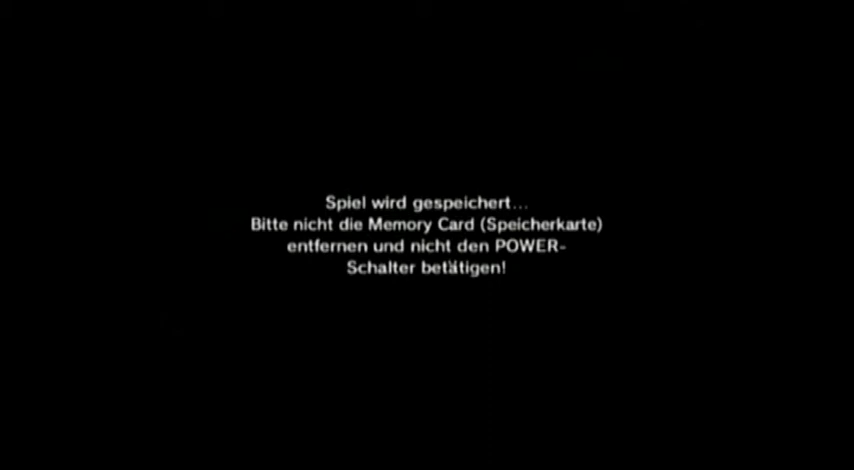 Spiel wird gespeichert...
Bitte nicht die Memory Card (Speicherkarte)
entfernen und nicht den POWER-
Schalter betätigen!